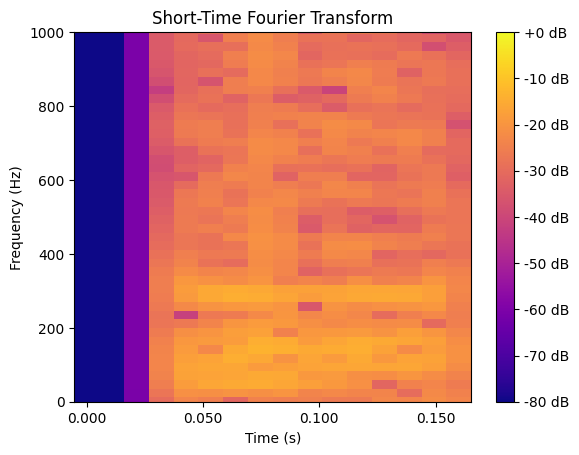 Short-Time Fourier Transform
1000
800
600
400
200
0
Frequency (Hz)
0.000
0.050
0.100
0.150
Time (s)
+0 dB
-10 dB
-20 dB
-30 dB
-40 dB
-50 dB
-60 dB
-70 dB
-80 dB